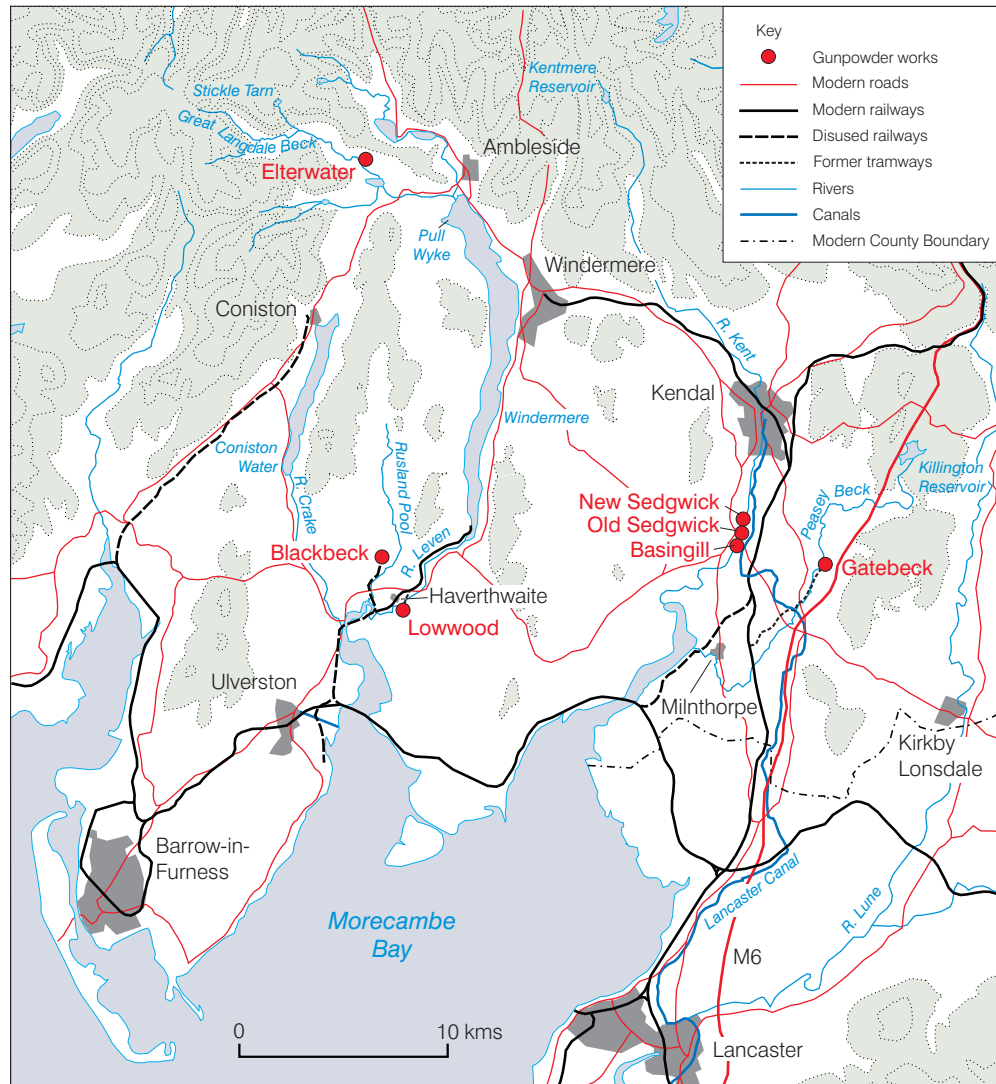 Key
Gunpowder works
Modern roads
Modern railways
Disused railways
Former tramways
Rivers
Canals
Modern County Boundary
Stickle Tarn
Great Langdale Beck
Elterwater
Kentmere
Reservoir
Ambleside
Pull
Wyke
Windermere
Coniston
R. Kent
Kendal
Windermere
Coniston
Water
R. Crake
Rusland Pool
R. Leven
Killington
Reservoir
Peasey Beck
New Sedgwick
Old Sedgwick
Basingill
Gatebeck
Blackbeck
Haverthwaite
Lowwood
Ulverston
Milnthorpe
Kirkby
Lonsdale
Barrow-in-
Furness
Morecambe
Bay
Lancaster Canal
R. Lune
M6
0 10 kms
Lancaster